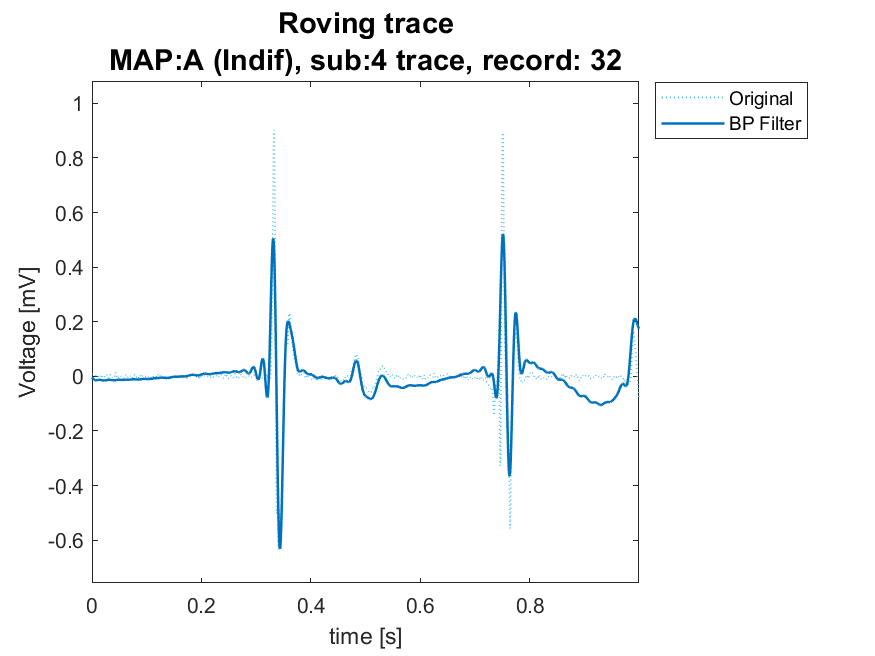 Roving trace
MAP:A (Indif), sub:4 trace, record: 32
Original
BP Filter
1
0.8
0.6
0.4
0.2
0
-0.2
-0.4
-0.6
Voltage [mV]
0 0.2 0.4 0.6 0.8
time [s]